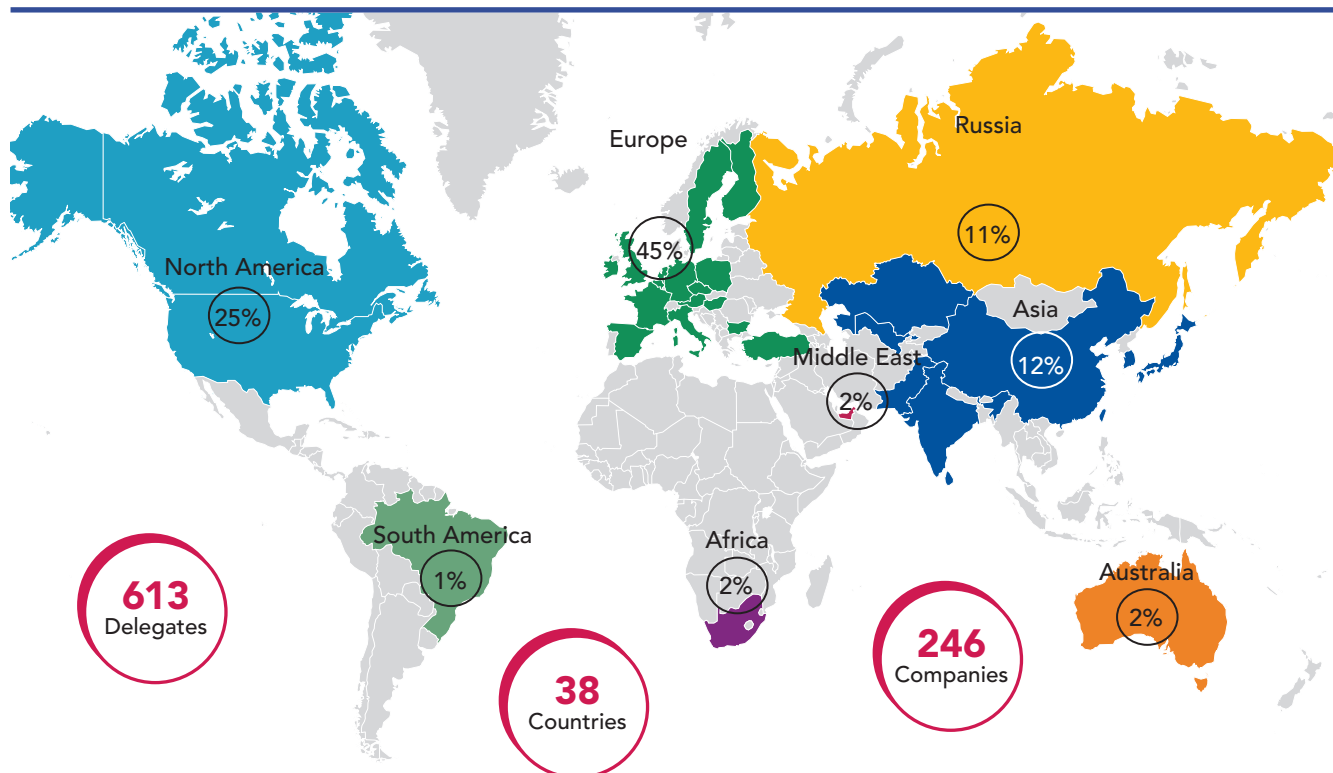 Europe
45%
Russia
11%
North America
25%
Asia
12%
Middle East
2%
South America
1%
Africa
2%
Australia
2%
613
Delegates
38
Countries
246
Companies